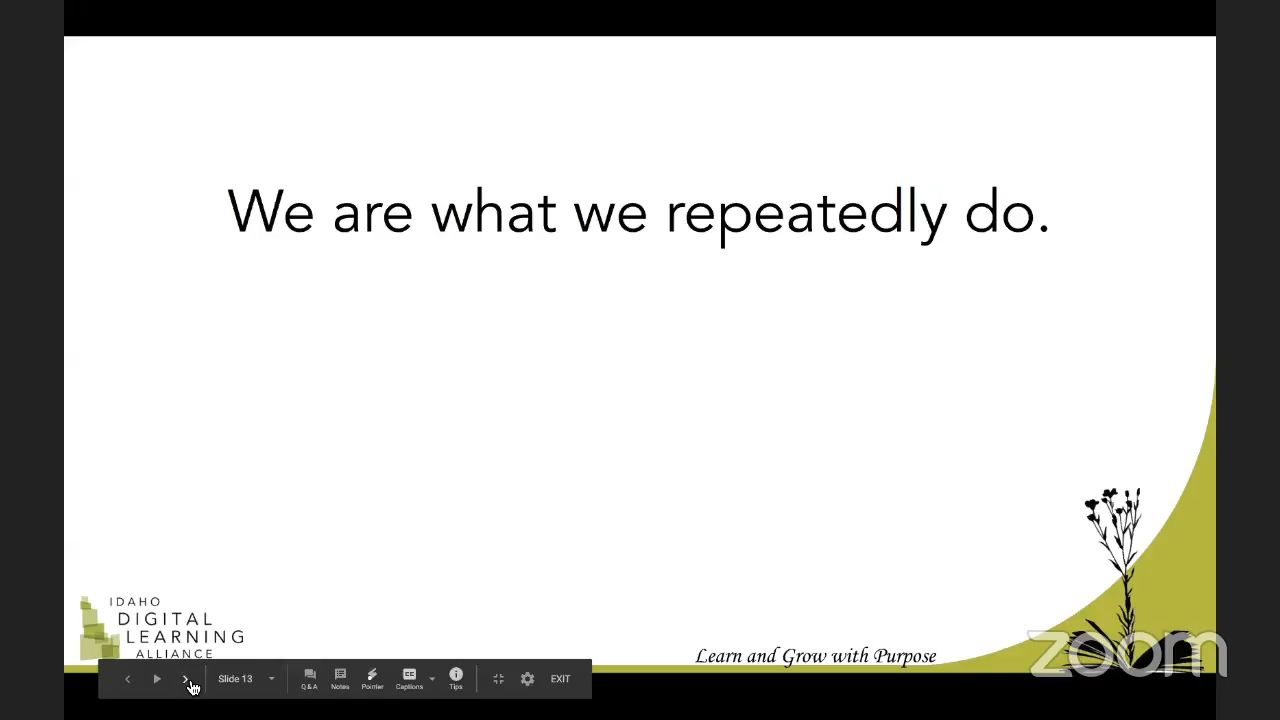 We are what we repeatedly do.
IDAHO
DIGITAL
LEARNING
ALLIANCE
Learn and Grow with Purpose
zoom
Slide 13
Q & A
Notes
Pointer
Captions
Tips
EXIT